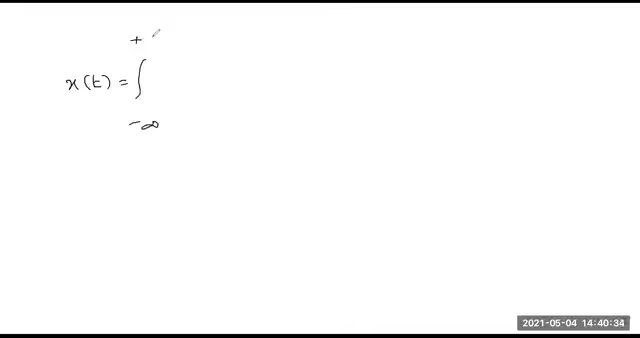 +
x(t) = ∫
-∞
2021-05-04 14:40:34